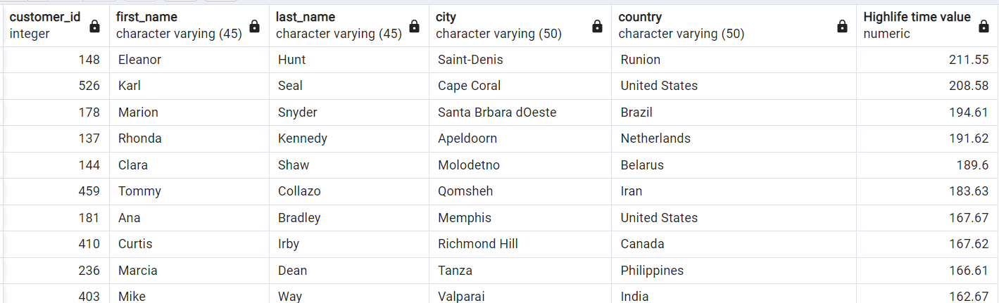 customer_id first_name last_name city country Highlife time value
integer character varying (45) character varying (45) character varying (50) character varying (50) numeric
148 Eleanor Hunt Saint-Denis Runion 211.55
526 Karl Seal Cape Coral United States 208.58
178 Marion Snyder Santa Brbara dOeste Brazil 194.61
137 Rhonda Kennedy Apeldoorn Netherlands 191.62
144 Clara Shaw Molodetno Belarus 189.6
459 Tommy Collazo Qomsheh Iran 183.63
181 Ana Bradley Memphis United States 167.67
410 Curtis Irby Richmond Hill Canada 167.62
236 Marcia Dean Tanza Philippines 166.61
403 Mike Way Valparai India 162.67